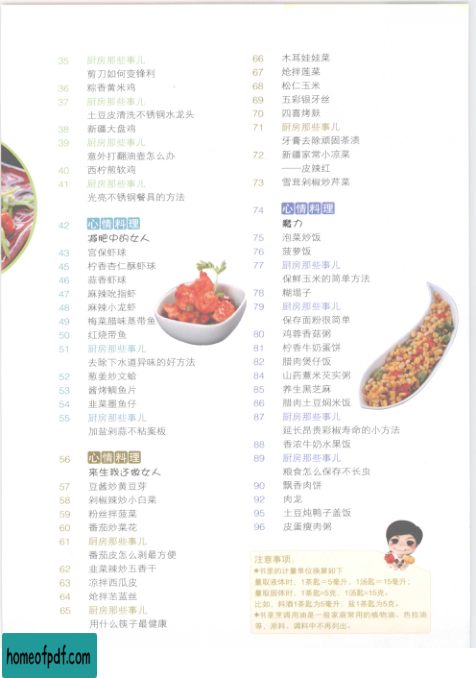 35 厨房那些事儿
剪刀如何变锋利
36 粽香黄米鸡
37 厨房那些事儿
土豆皮清洗不锈钢水龙头
38 新疆大盘鸡
39 厨房那些事儿
意外打翻油壶怎么办
40 西柠煎软鸡
41 厨房那些事儿
光亮不锈钢餐具的方法
42 心情料理
减肥中的女人
43 宫保虾球
45 柠香杏仁酥虾球
46 蒜香虾球
47 麻辣吮指虾
48 麻辣小龙虾
49 梅菜腊味蒸带鱼
50 红烧带鱼
51 厨房那些事儿
去除下水道异味的好方法
52 葱姜炒文蛤
53 酱烤鲷鱼片
54 韭菜墨鱼仔
55 厨房那些事儿
加盐剁蒜不粘案板
56 心情料理
来生我还做女人
57 豆酱炒黄豆芽
58 剁椒辣炒小白菜
59 粉丝拌菠菜
60 番茄炒菜花
61 厨房那些事儿
番茄皮怎么剥最方便
62 韭菜辣炒五香干
63 凉拌西瓜皮
64 炝拌苤蓝丝
65 厨房那些事儿
用什么筷子最健康
66 木耳娃娃菜
67 炝拌莲菜
68 松仁玉米
69 五彩银牙丝
70 四喜烤麸
71 厨房那些事儿
牙膏去除顽固茶渍
72 新疆家常小凉菜
——皮辣红
73 雪茸剁椒炒芹菜
74 心情料理
魔力
75 泡菜炒饭
76 菠萝饭
77 厨房那些事儿
保鲜玉米的简单方法
78 糊塌子
79 厨房那些事儿
保存面粉很简单
80 鸡蓉香菇粥
81 柠香牛奶蛋饼
82 腊肉煲仔饭
84 山药薏米芡实粥
85 养生黑芝麻
86 腊肉土豆焖米饭
87 厨房那些事儿
延长昂贵彩椒寿命的小方法
88 香浓牛奶水果饭
89 厨房那些事儿
粮食怎么保存不长虫
90 飘香肉饼
92 肉龙
95 土豆炖鸭子盖饭
96 皮蛋瘦肉粥
注意事项：
*书里的计量单位换算如下
量取液体时，1茶匙=5毫升，1汤匙=15毫升；
量取固体时，1茶匙=5克，1汤匙=15克。
比如，料酒1茶匙为5毫升，盐1茶匙为5克。
*书里烹调用油是一般家庭常用的植物油、色拉油
等，原料、调料中不再列出。
homeofpdf.com